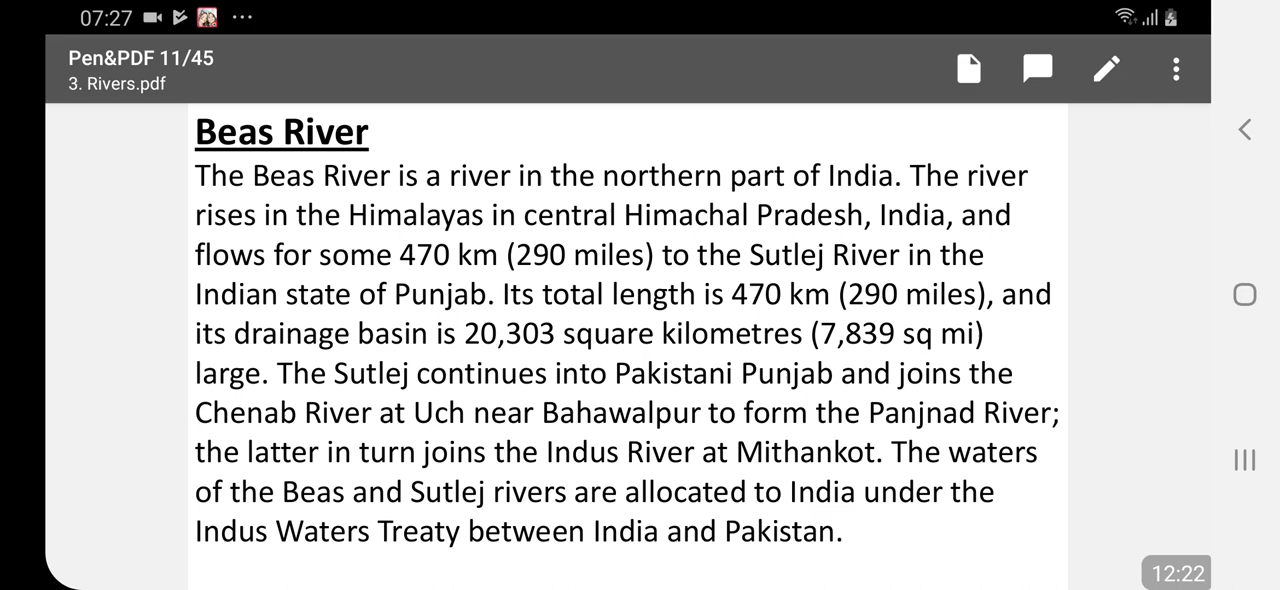 07:27
Pen&PDF 11/45
3. Rivers.pdf
Beas River
The Beas River is a river in the northern part of India. The river
rises in the Himalayas in central Himachal Pradesh, India, and
flows for some 470 km (290 miles) to the Sutlej River in the
Indian state of Punjab. Its total length is 470 km (290 miles), and
its drainage basin is 20,303 square kilometres (7,839 sq mi)
large. The Sutlej continues into Pakistani Punjab and joins the
Chenab River at Uch near Bahawalpur to form the Panjnad River;
the latter in turn joins the Indus River at Mithankot. The waters
of the Beas and Sutlej rivers are allocated to India under the
Indus Waters Treaty between India and Pakistan.
12:22